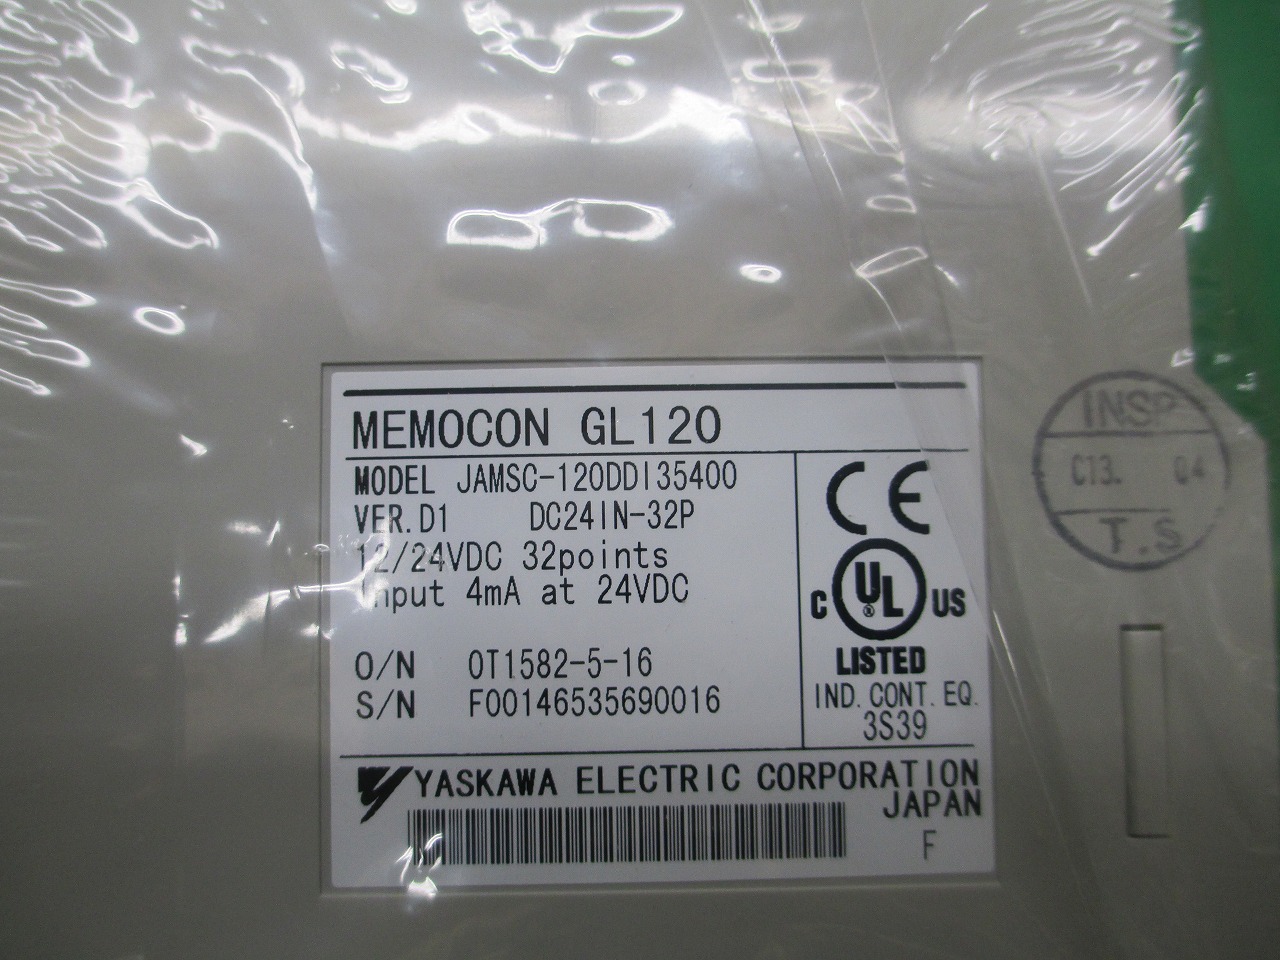 MEMOCON GL120
MODEL JAMSC-120DDI35400
VER.D1 DC24IN-32P
12/24VDC 32points
Input 4mA at 24VDC
O/N 0T1582-5-16
S/N F00146535690016
CE
C UL ® US
LISTED
IND. CONT. EQ.
3S39
YASKAWA ELECTRIC CORPORATION
JAPAN
F
INSP
C13. 04
T.S